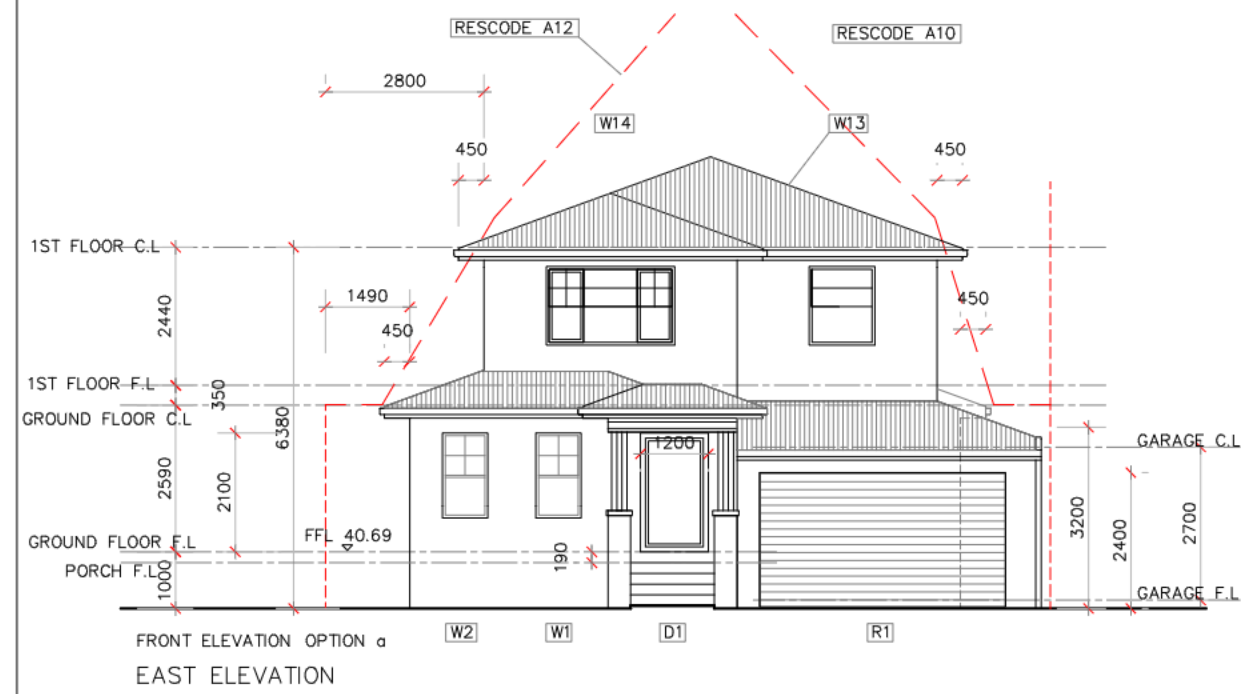 RESCODE A12
RESCODE A10
2800
W14
W13
450
450
1ST FLOOR C.L
1490
450
2440
450
1ST FLOOR F.L
350
GROUND FLOOR C.L
6380
1200
GARAGE C.L
2590
2100
3200
2400
2700
FFL 40.69
GROUND FLOOR F.L
190
PORCH F.L
1000
GARAGE F.L
W2
W1
D1
R1
FRONT ELEVATION OPTION a
EAST ELEVATION